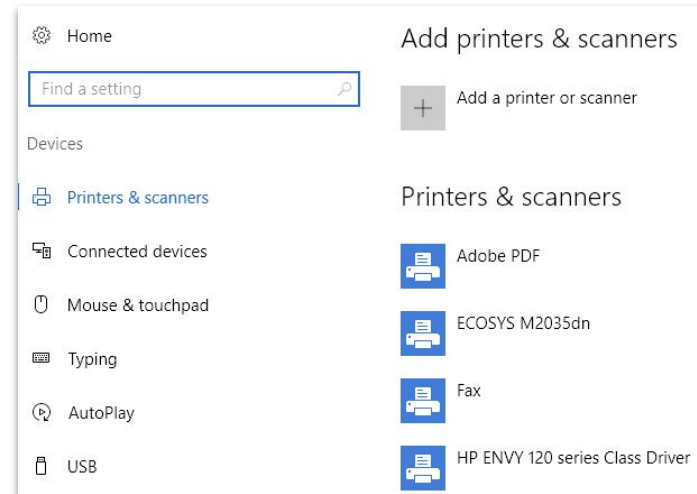 Home
Find a setting
Devices
Printers & scanners
Connected devices
Mouse & touchpad
Typing
AutoPlay
USB
Add printers & scanners
Add a printer or scanner
Printers & scanners
Adobe PDF
ECOSYS M2035dn
Fax
HP ENVY 120 series Class Driver